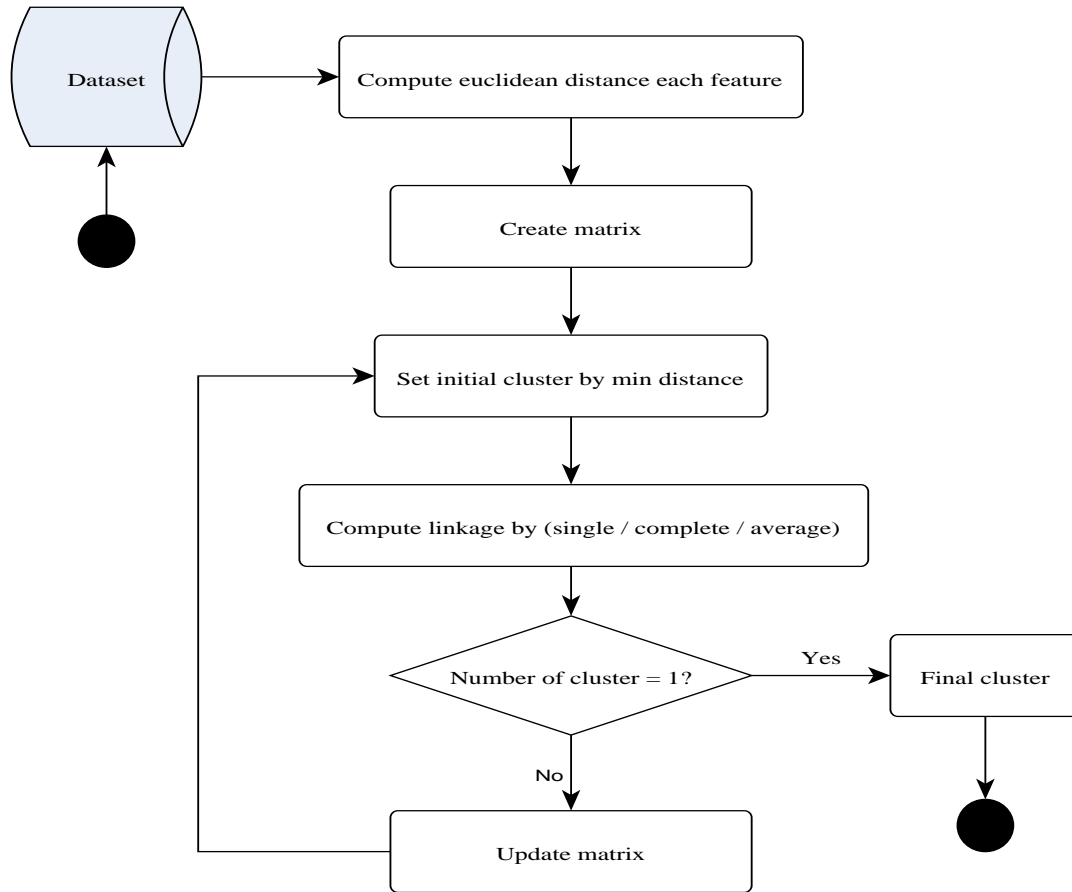 Dataset
Compute euclidean distance each feature
Create matrix
Set initial cluster by min distance
Compute linkage by (single / complete / average)
Number of cluster = 1?
Yes
Final cluster
No
Update matrix